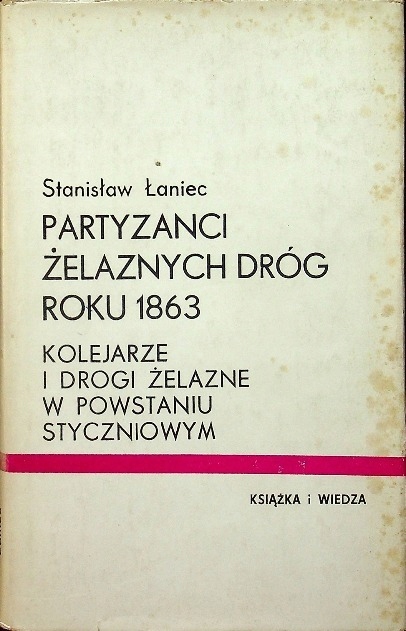 Stanisław Łaniec
PARTYZANCI
ŻELAZNYCH DRÓG
ROKU 1863
KOLEJARZE
I DROGI ŻELAZNE
W POWSTANIU
STYCZNIOWYM
KSIĄŻKA i WIEDZA